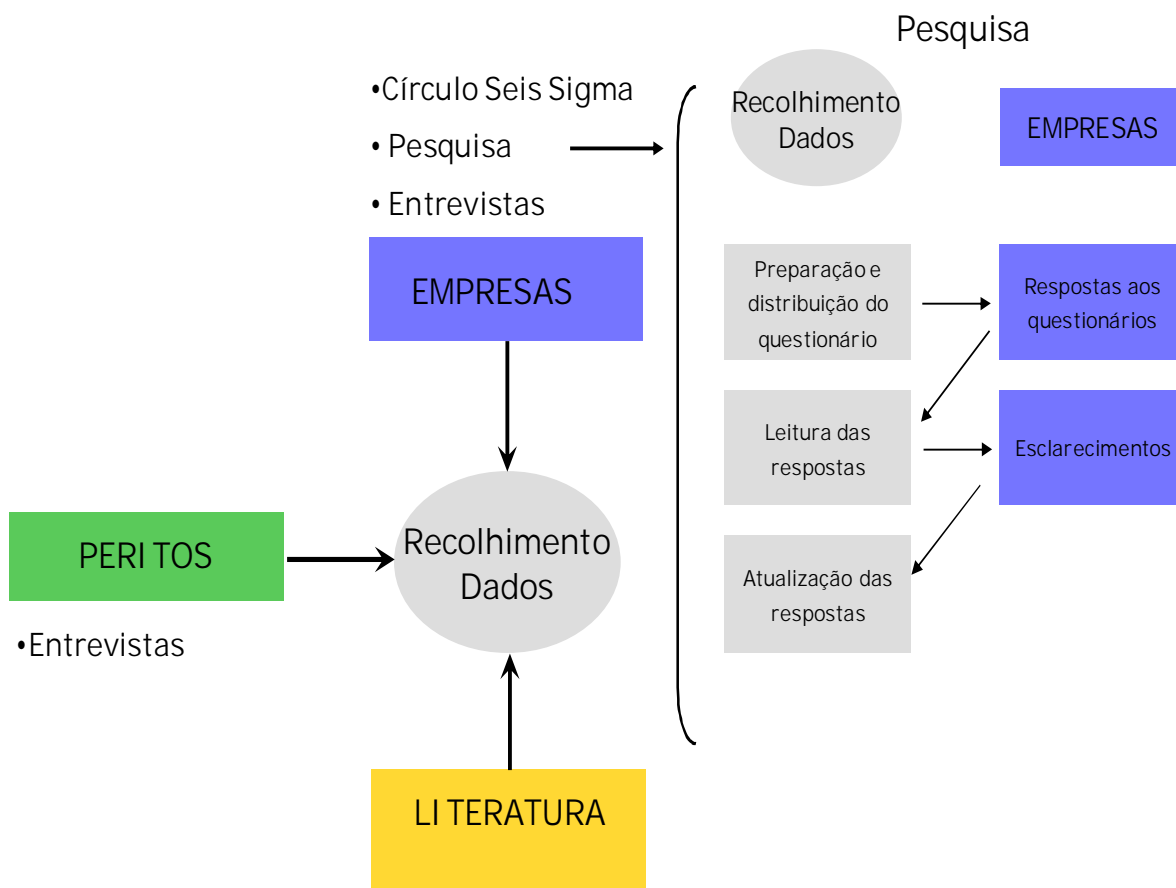 Pesquisa
•Círculo Seis Sigma
• Pesquisa
• Entrevistas
EMPRESAS
Recolhimento
Dados
PERITOS
•Entrevistas
LITERATURA
Recolhimento
Dados
EMPRESAS
Preparação e
distribuição do
questionário
Respostas aos
questionários
Leitura das
respostas
Esclarecimentos
Atualização das
respostas